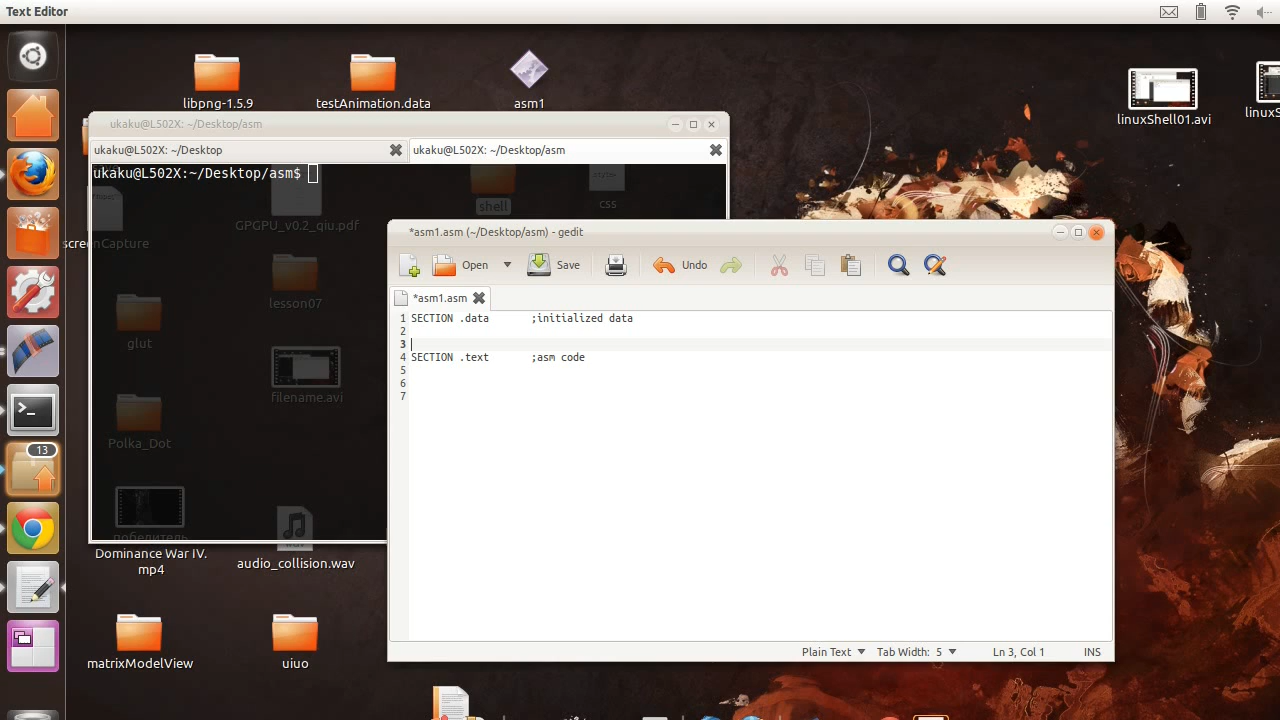 Text Editor
libpng-1.5.9
testAnimation.data
asm1
linuxShell01.avi
ukaku@L502X: ~/Desktop/asm
ukaku@L502X: ~/Desktop
ukaku@L502X: ~/Desktop/asm
ukaku@L502X:~/Desktop/asm$
GPGPU_v0.2_qiu.pdf
shell
css
screenCapture
lesson07
glut
filename.avi
Polka_Dot
победитель
Dominance War IV.
mp4
audio_collision.wav
matrixModelView
uiuo
13
*asm1.asm (~/Desktop/asm) - gedit
Open
Save
Undo
*asm1.asm
1 SECTION .data ;initialized data
2
3
4 SECTION .text ;asm code
5
6
7
Plain Text
Tab Width: 5
Ln 3, Col 1
INS